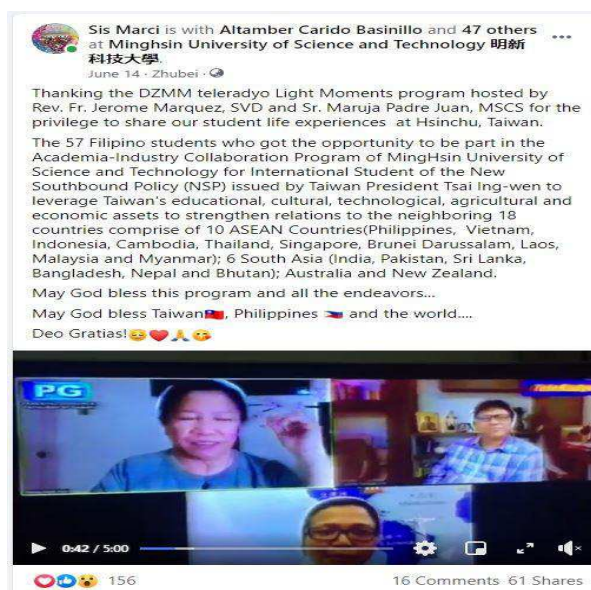 Sis Marci is with Altamber Carido Basinillo and 47 others
at Minghsin University of Science and Technology 明新
科技大學.
June 14 · Zhubei ·
Thanking the DZMM teleradyo Light Moments program hosted by
Rev. Fr. Jerome Marquez, SVD and Sr. Maruja Padre Juan, MSCS for the
privilege to share our student life experiences at Hsinchu, Taiwan.
The 57 Filipino students who got the opportunity to be part in the
Academia-Industry Collaboration Program of MingHsin University of
Science and Technology for International Student of the New
Southbound Policy (NSP) issued by Taiwan President Tsai Ing-wen to
leverage Taiwan's educational, cultural, technological, agricultural and
economic assets to strengthen relations to the neighboring 18
countries comprise of 10 ASEAN Countries(Philippines, Vietnam,
Indonesia, Cambodia, Thailand, Singapore, Brunei Darussalam, Laos,
Malaysia and Myanmar); 6 South Asia (India, Pakistan, Sri Lanka,
Bangladesh, Nepal and Bhutan); Australia and New Zealand.
May God bless this program and all the endeavors...
May God bless Taiwan🇹🇼, Philippines 🇵🇭 and the world....
Deo Gratias!😄❤️🙏😘
PG
0:42 / 5:00
156
16 Comments 61 Shares